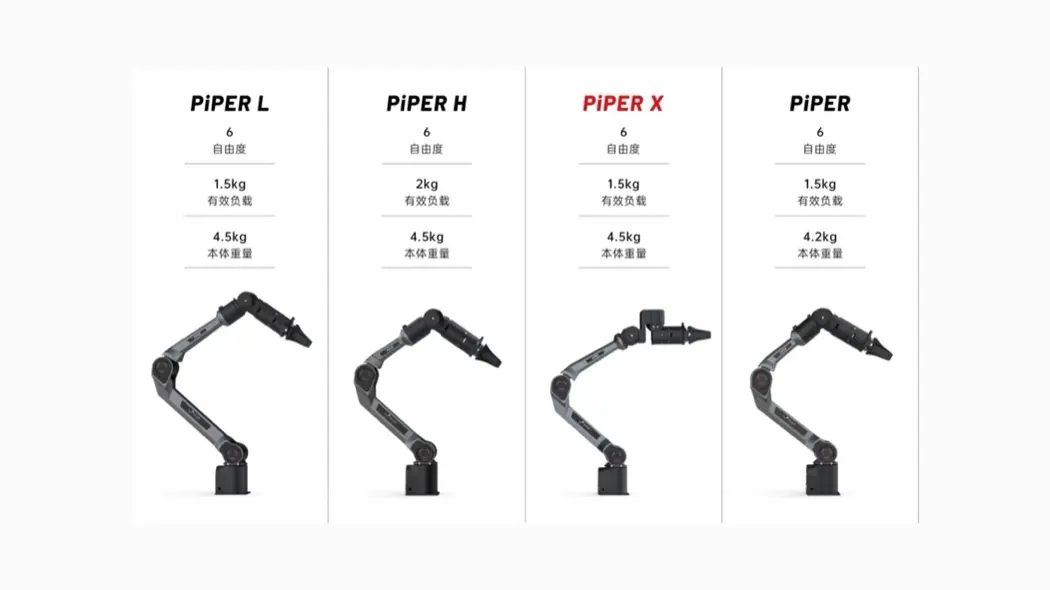 PiPER L
6
自由度
1.5kg
有效负载
4.5kg
本体重量
PiPER H
6
自由度
2kg
有效负载
4.5kg
本体重量
PiPER X
6
自由度
1.5kg
有效负载
4.5kg
本体重量
PiPER
6
自由度
1.5kg
有效负载
4.2kg
本体重量